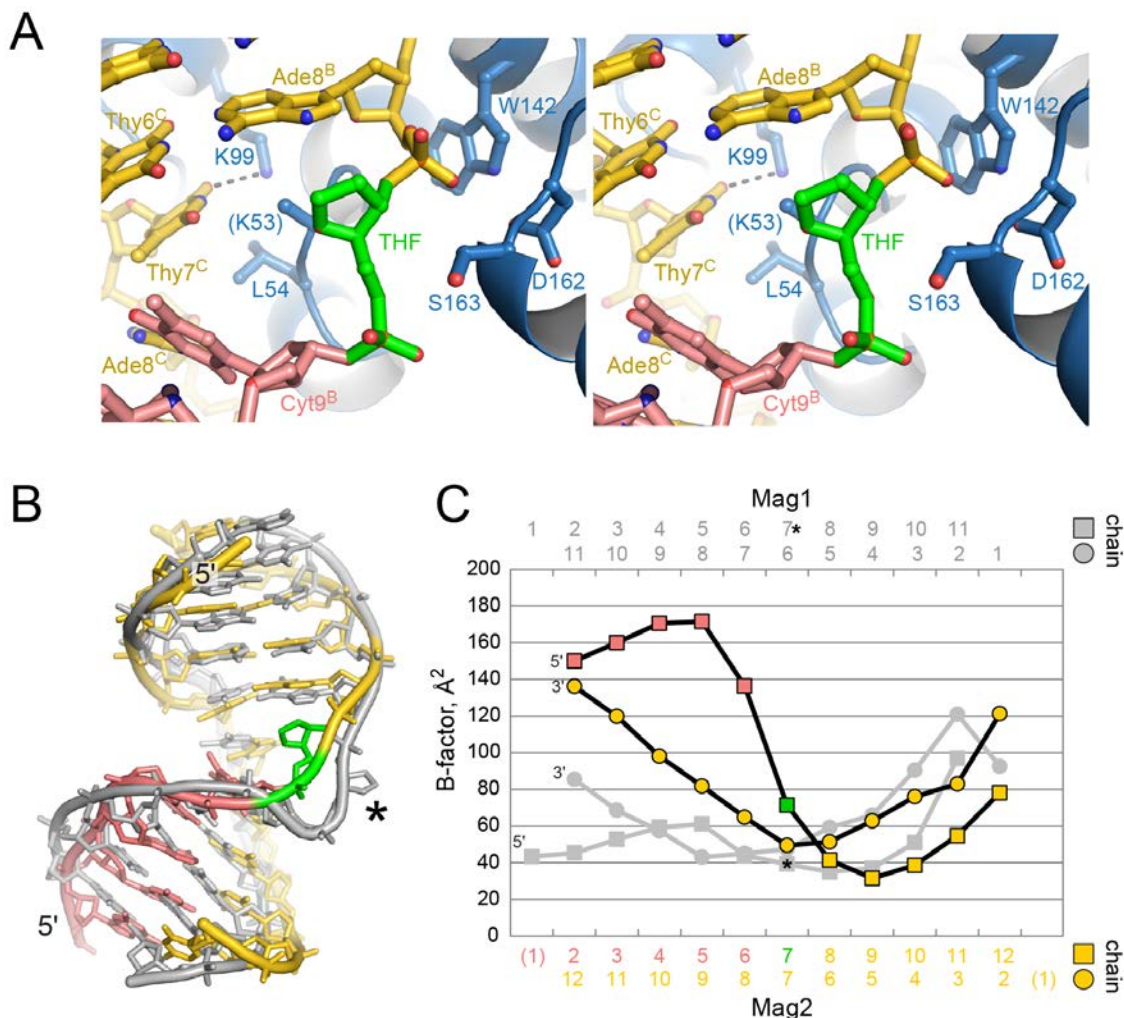 A
Ade8B
Thy6C
K99
W142
(K53)
THF
Thy7C
L54
D162
S163
Ade8C
Cyt9B
Ade8B
Thy6C
K99
W142
(K53)
THF
Thy7C
L54
D162
S163
Ade8C
Cyt9B
B
5'
*
5'
C
Mag1
1 2 3 4 5 6 7* 8 9 10 11
11 10 9 8 7 6 5 4 3 2 1
chain
200
180
160
140
120
100
80
60
40
20
0
B-factor, Å2
5'
3'
3'
5'
*
(1) 2 3 4 5 6 7 8 9 10 11 12
12 11 10 9 8 7 6 5 4 3 2 (1)
chain
Mag2